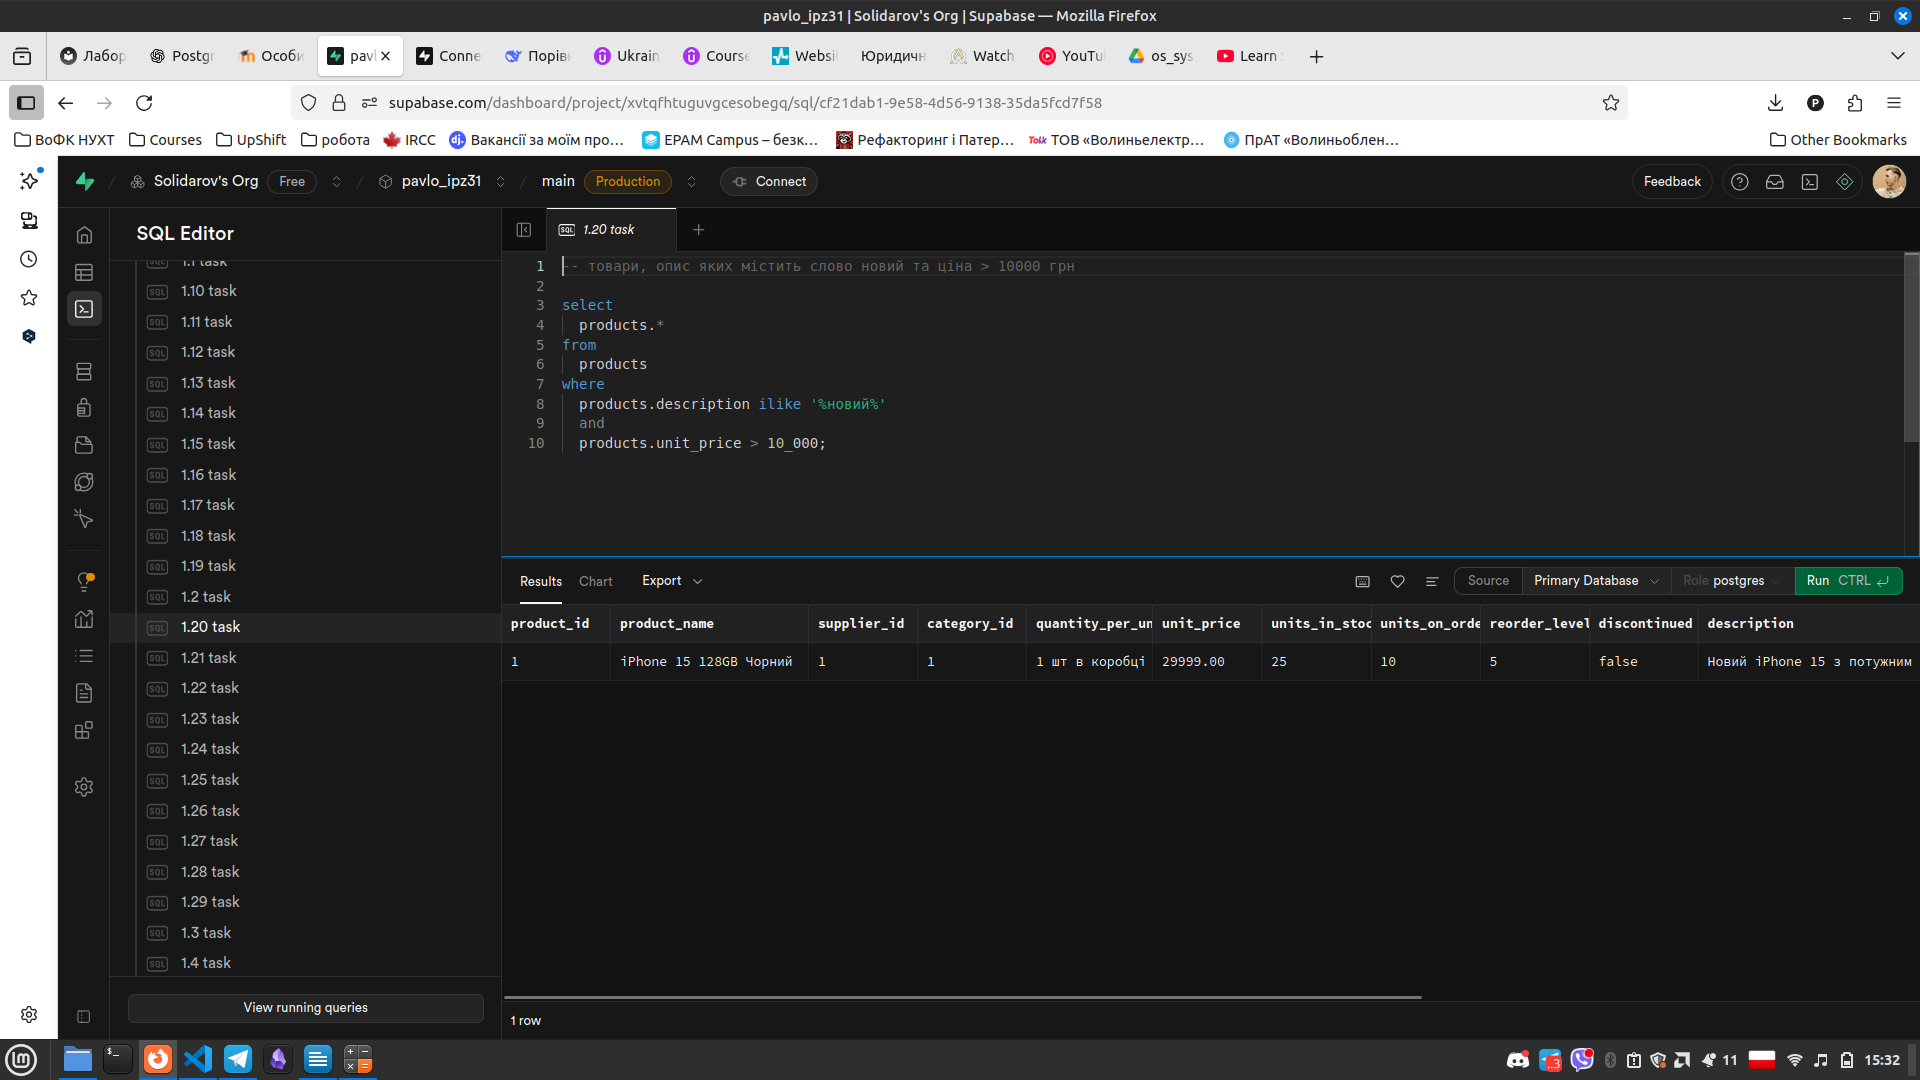 pavlo_ipz31 | Solidarov's Org | Supabase — Mozilla Firefox
Лабор
Postgr
Особи
pavl
Conne
Порів
Ukrain
Course
Websi
Юридичн
Watch
YouTu
os_sys
Learn
supabase.com/dashboard/project/xvtqfhtuguvgcesobegq/sql/cf21dab1-9e58-4d56-9138-35da5fcd7f58
ВоФК НУХТ
Courses
UpShift
робота
IRCC
Вакансії за моїм про…
EPAM Campus – безк…
Рефакторинг і Патер…
ТОВ «Волиньелектр…
ПрАТ «Волиньоблен…
Other Bookmarks
Solidarov's Org
Free
pavlo_ipz31
main
Production
Connect
Feedback
SQL Editor
1.1 task
1.10 task
1.11 task
1.12 task
1.13 task
1.14 task
1.15 task
1.16 task
1.17 task
1.18 task
1.19 task
1.2 task
1.20 task
1.21 task
1.22 task
1.23 task
1.24 task
1.25 task
1.26 task
1.27 task
1.28 task
1.29 task
1.3 task
1.4 task
View running queries
1.20 task
1 -- товари, опис яких містить слово новий та ціна > 10000 грн
2
3 select
4 products.*
5 from
6 products
7 where
8 products.description ilike '%новий%'
9 and
10 products.unit_price > 10_000;
Results
Chart
Export
Source
Primary Database
Role postgres
Run CTRL
product_id product_name supplier_id category_id quantity_per_un unit_price units_in_stoc units_on_orde reorder_level discontinued description
1 iPhone 15 128GB Чорний 1 1 1 шт в коробці 29999.00 25 10 5 false Новий iPhone 15 з потужним
1 row
11
15:32